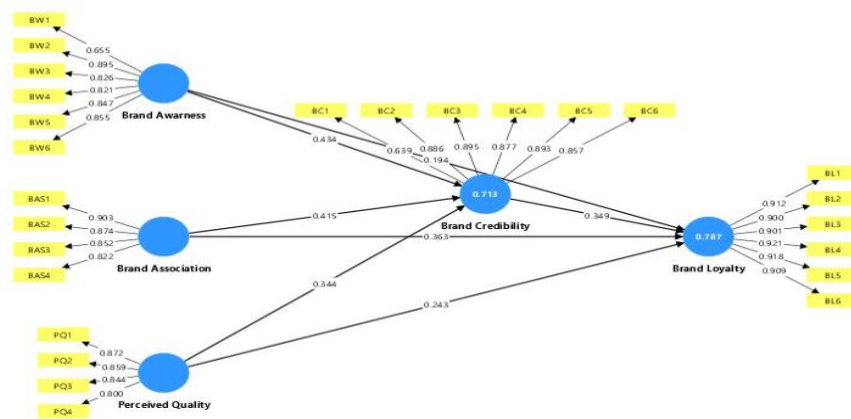 BW1
BW2
BW3
BW4
BW5
BW6
0.655
0.895
0.826
0.821
0.847
0.855
Brand Awarness
BC1
BC2
BC3
BC4
BC5
BC6
0.639
0.886
0.895
0.877
0.893
0.857
0.434
0.194
0.713
Brand Credibility
BAS1
BAS2
BAS3
BAS4
0.903
0.874
0.852
0.822
Brand Association
0.415
0.363
0.349
0.344
0.243
BL1
BL2
BL3
BL4
BL5
BL6
0.912
0.900
0.901
0.921
0.918
0.909
0.787
Brand Loyalty
PQ1
PQ2
PQ3
PQ4
0.872
0.859
0.844
0.800
Perceived Quality